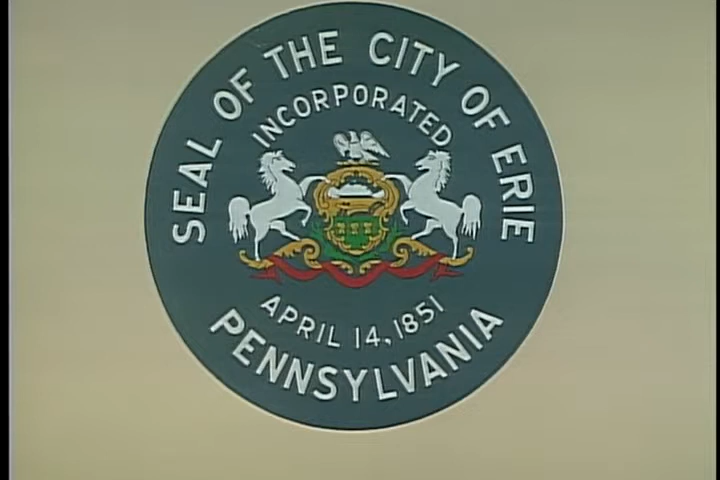 SEAL OF THE CITY OF ERIE
INCORPORATED
APRIL 14, 1851
PENNSYLVANIA